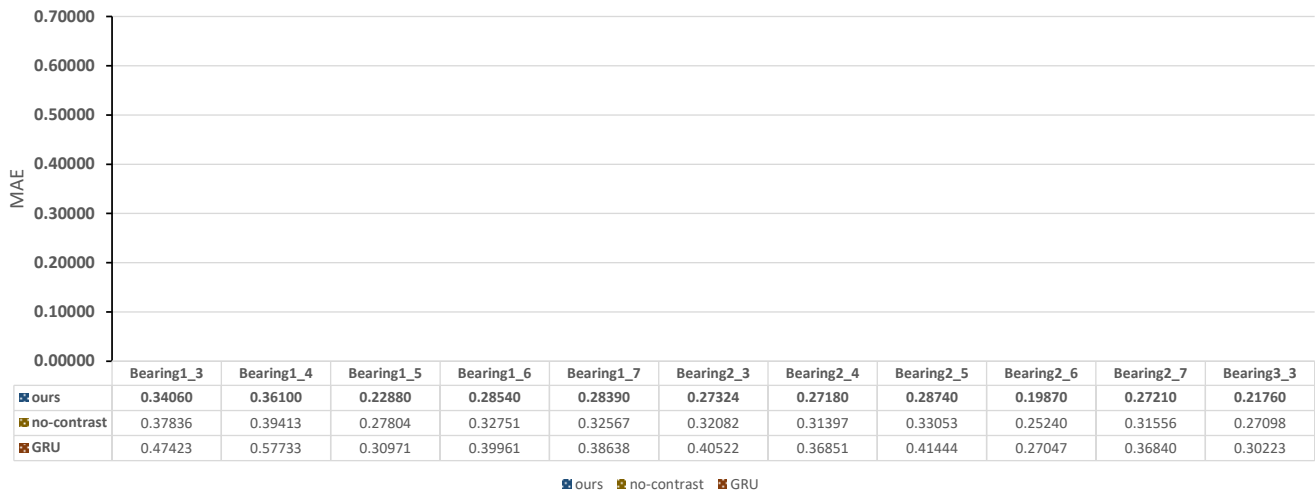 0.70000
0.60000
0.50000
0.40000
0.30000
0.20000
0.10000
0.00000
MAE
Bearing1_3 Bearing1_4 Bearing1_5 Bearing1_6 Bearing1_7 Bearing2_3 Bearing2_4 Bearing2_5 Bearing2_6 Bearing2_7 Bearing3_3
ours 0.34060 0.36100 0.22880 0.28540 0.28390 0.27324 0.27180 0.28740 0.19870 0.27210 0.21760
no-contrast 0.37836 0.39413 0.27804 0.32751 0.32567 0.32082 0.31397 0.33053 0.25240 0.31556 0.27098
GRU 0.47423 0.57733 0.30971 0.39961 0.38638 0.40522 0.36851 0.41444 0.27047 0.36840 0.30223
ours no-contrast GRU